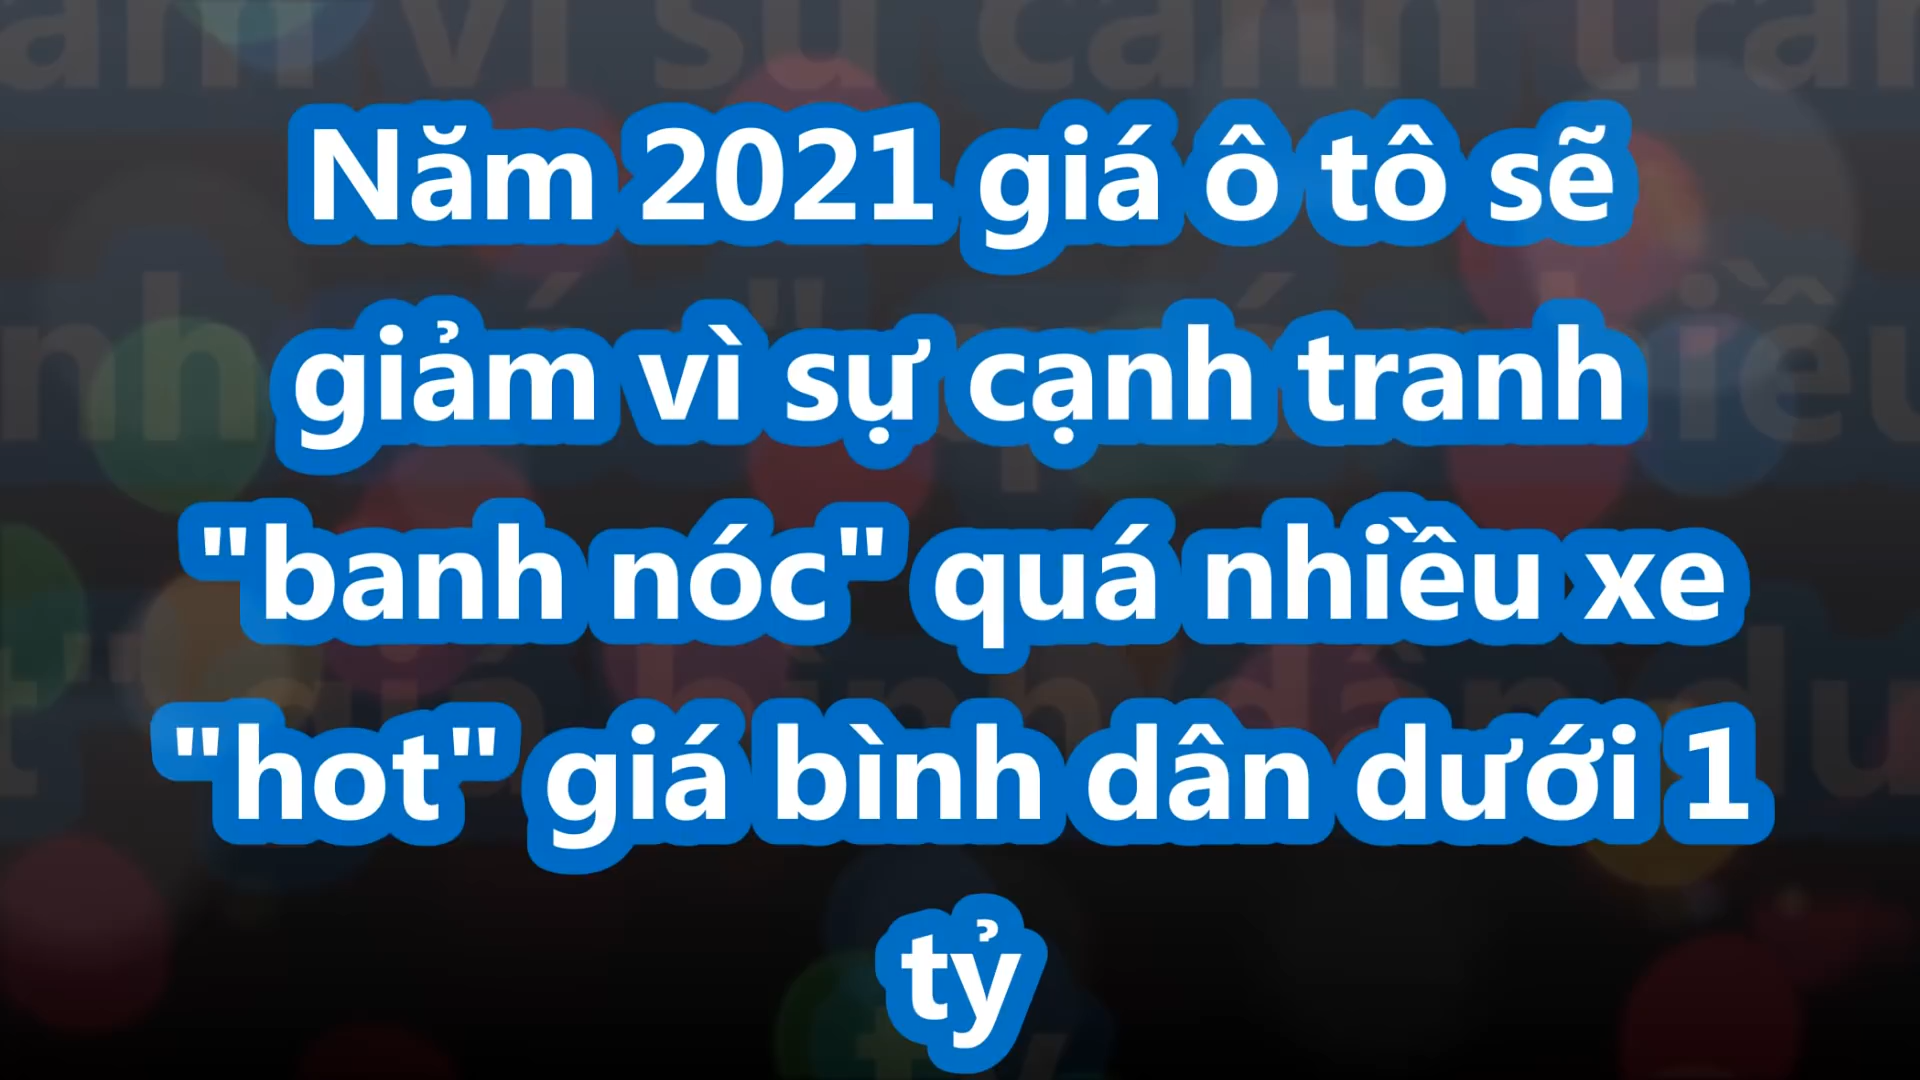 Năm 2021 giá ô tô sẽ
giảm vì sự cạnh tranh
"banh nóc" quá nhiều xe
"hot" giá bình dân dưới 1
tỷ